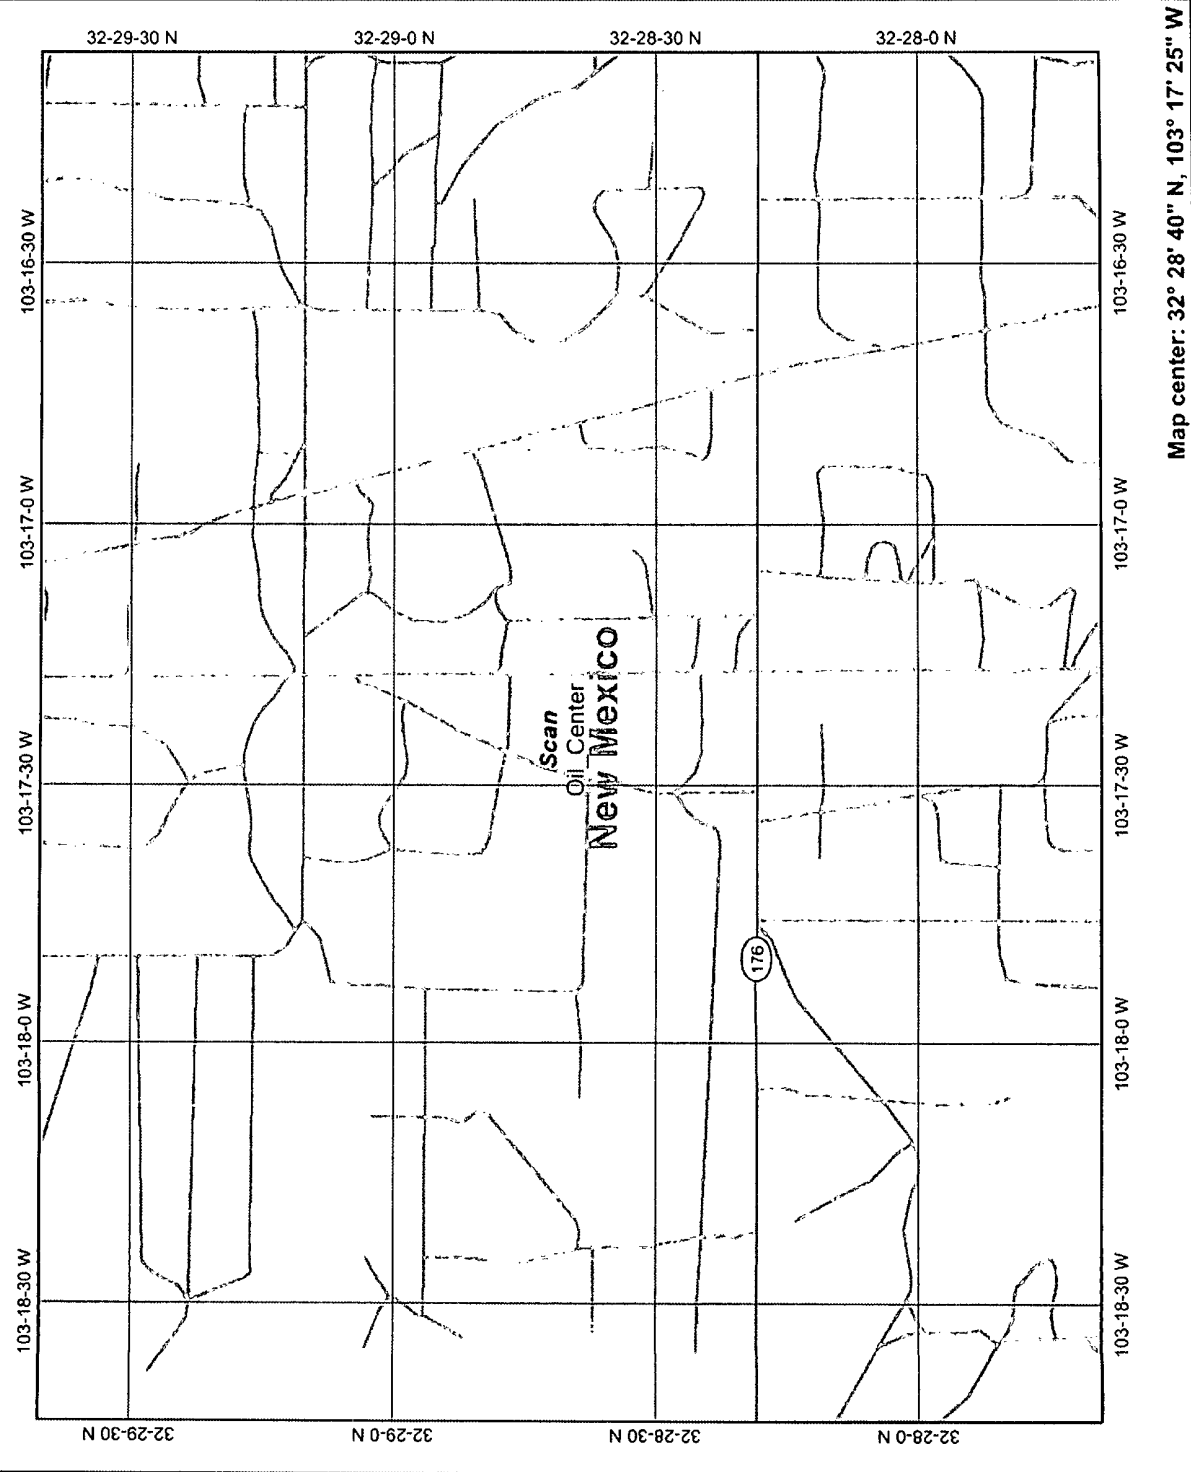 32-29-30 N
32-29-0 N
32-28-30 N
32-28-0 N
103-16-30 W
103-16-30 W
103-17-0 W
103-17-0 W
Scan
Oil Center
New Mexico
103-17-30 W
103-17-30 W
176
103-18-0 W
103-18-0 W
103-18-30 W
103-18-30 W
32-29-30 N
32-29-0 N
32-28-30 N
32-28-0 N
Map center: 32° 28' 40" N, 103° 17' 25" W